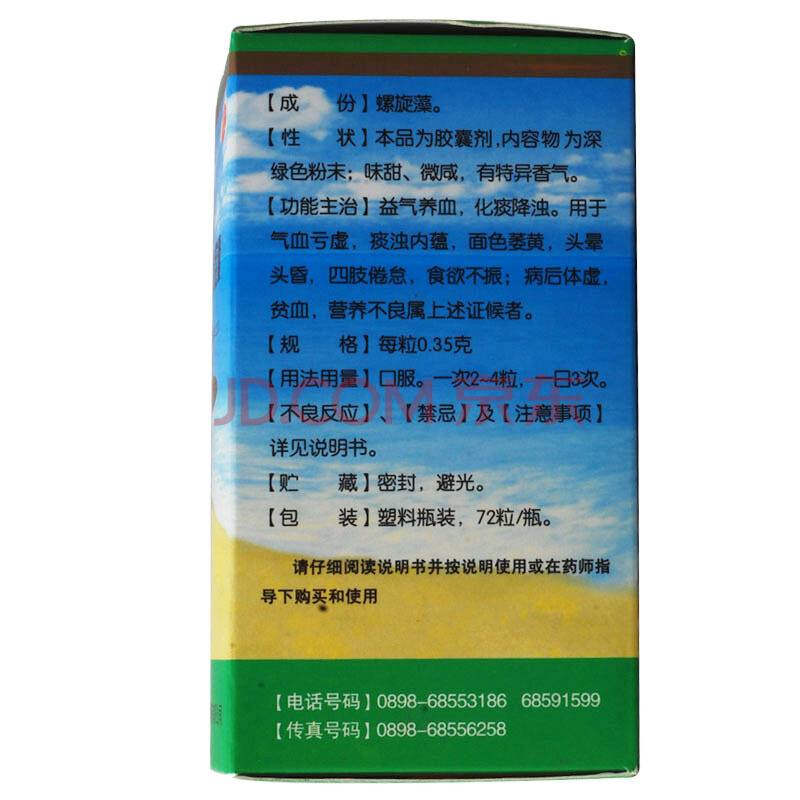 【成　　份】螺旋藻。
【性　　状】本品为胶囊剂,内容物为深
绿色粉末；味甜、微咸，有特异香气。
【功能主治】益气养血，化痰降浊。用于
气血亏虚，痰浊内蕴，面色萎黄，头晕
头昏，四肢倦怠，食欲不振；病后体虚，
贫血，营养不良属上述证候者。
【规　　格】每粒0.35克
【用法用量】口服。一次2~4粒，一日3次。
JD.COM 京东
【不良反应】、【禁忌】及【注意事项】
详见说明书。
【贮　　藏】密封，避光。
【包　　装】塑料瓶装，72粒/瓶。
请仔细阅读说明书并按说明使用或在药师指
导下购买和使用
【电话号码】0898-68553186　68591599
【传真号码】0898-68556258